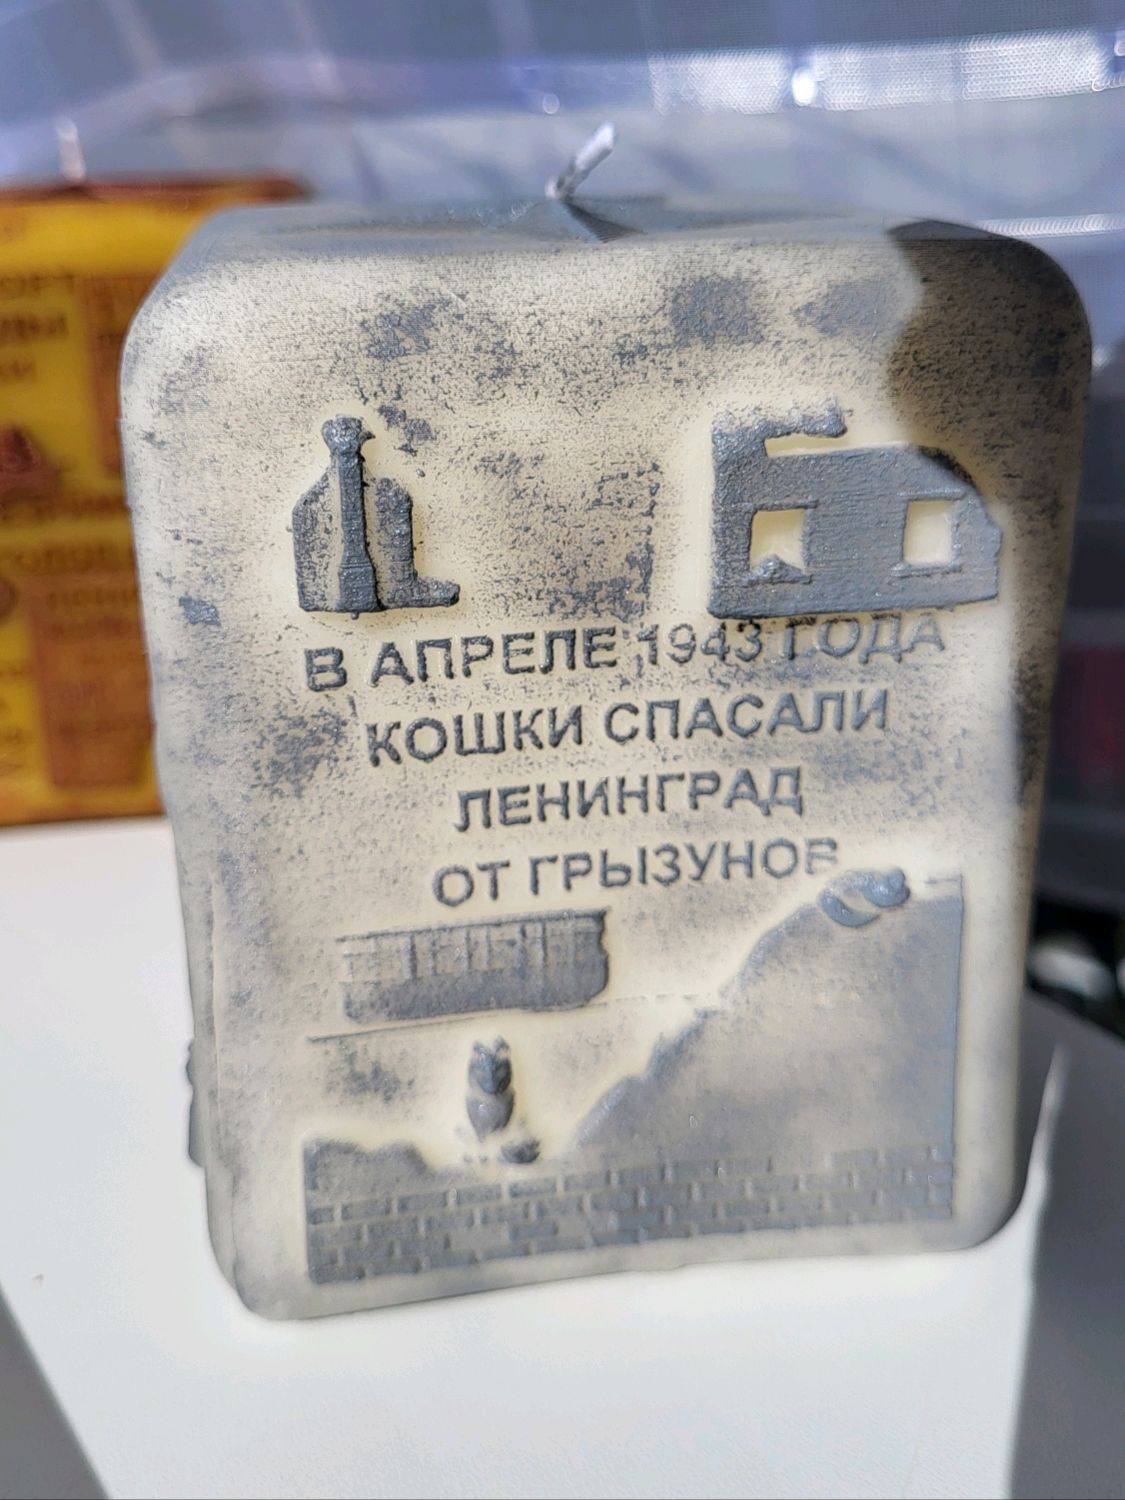 В АПРЕЛЕ 1943 ГОДА
КОШКИ СПАСАЛИ
ЛЕНИНГРАД
ОТ ГРЫЗУНОВ